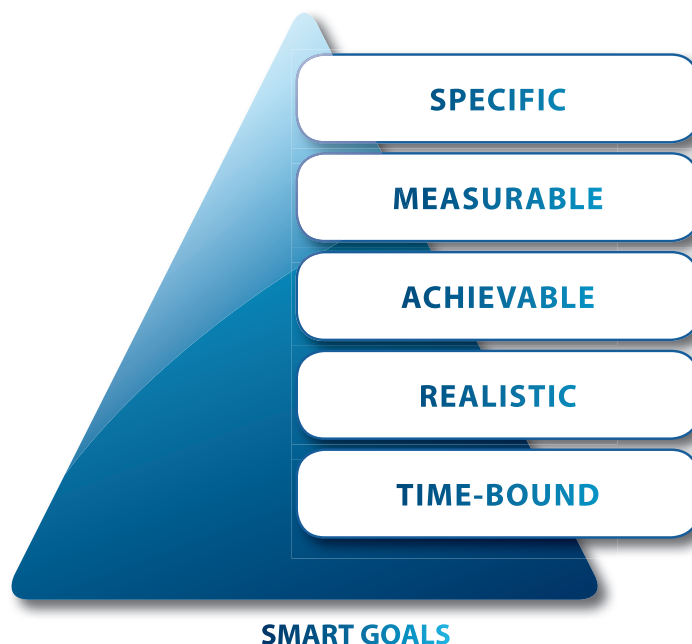 SPECIFIC
MEASURABLE
ACHIEVABLE
REALISTIC
TIME-BOUND
SMART GOALS